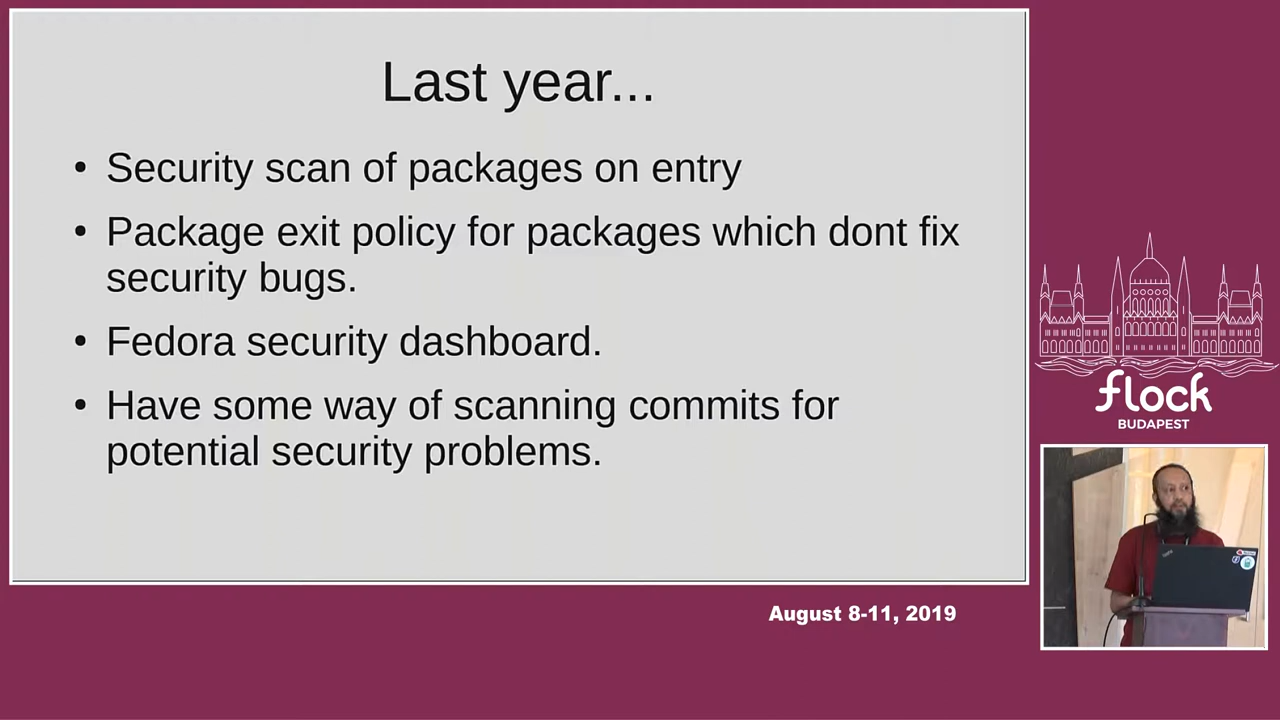 Last year...
• Security scan of packages on entry
• Package exit policy for packages which dont fix
security bugs.
• Fedora security dashboard.
• Have some way of scanning commits for
potential security problems.
flock
BUDAPEST
August 8-11, 2019